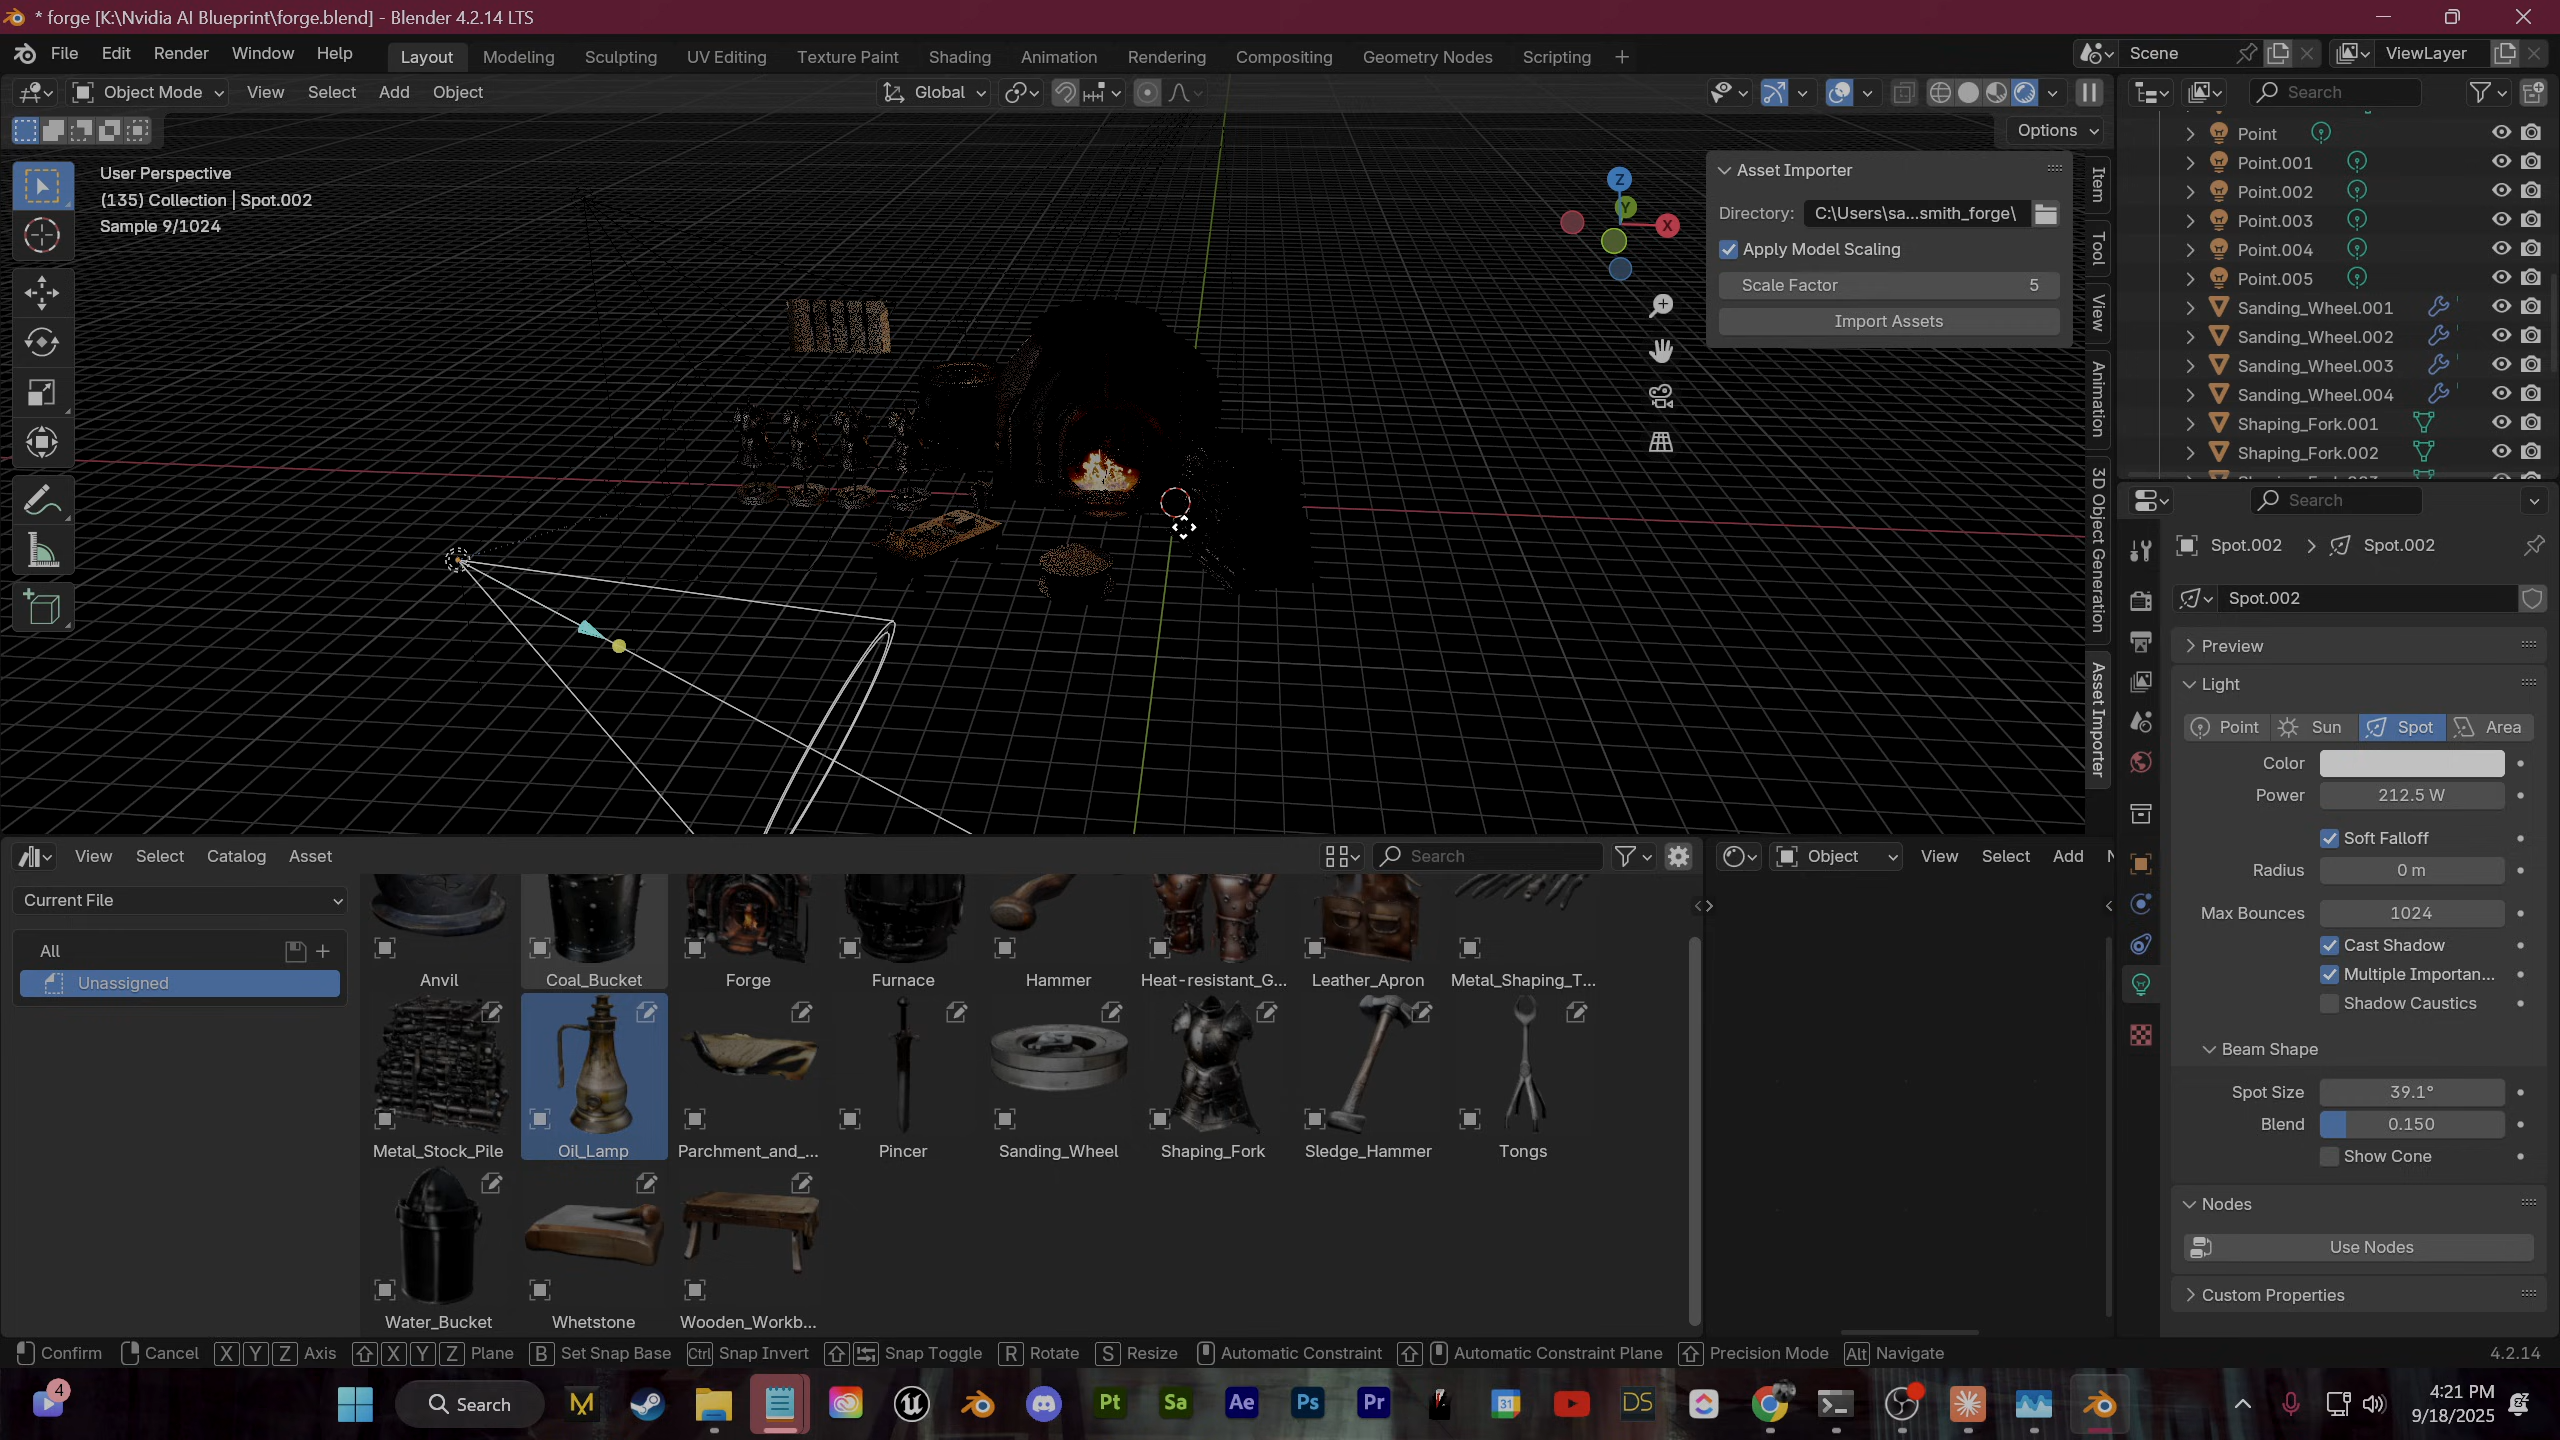 * forge [K:\Nvidia AI Blueprint\forge.blend] - Blender 4.2.14 LTS
File Edit Render Window Help
Layout Modeling Sculpting UV Editing Texture Paint Shading Animation Rendering Compositing Geometry Nodes Scripting +
Scene
ViewLayer
Object Mode View Select Add Object
Global
Search
Options
User Perspective
(135) Collection | Spot.002
Sample 9/1024
Z
Y
X
Asset Importer
Directory: C:\Users\sa...smith_forge\
Apply Model Scaling
Scale Factor 5
Import Assets
Item
Tool
View
Animation
3D Object Generation
Asset Importer
Point
Point.001
Point.002
Point.003
Point.004
Point.005
Sanding_Wheel.001
Sanding_Wheel.002
Sanding_Wheel.003
Sanding_Wheel.004
Shaping_Fork.001
Shaping_Fork.002
Search
Spot.002 > Spot.002
Spot.002
Preview
Light
Point Sun Spot Area
Color
Power 212.5 W
Soft Falloff
Radius 0 m
Max Bounces 1024
Cast Shadow
Multiple Importan...
Shadow Caustics
Beam Shape
Spot Size 39.1°
Blend 0.150
Show Cone
Nodes
Use Nodes
Custom Properties
View Select Catalog Asset
Search
Object View Select Add
Current File
All
Unassigned
Anvil Coal_Bucket Forge Furnace Hammer Heat-resistant_G... Leather_Apron Metal_Shaping_T...
Metal_Stock_Pile Oil_Lamp Parchment_and_... Pincer Sanding_Wheel Shaping_Fork Sledge_Hammer Tongs
Water_Bucket Whetstone Wooden_Workb...
Confirm Cancel X Y Z Axis X Y Z Plane B Set Snap Base Ctrl Snap Invert Snap Toggle R Rotate S Resize Automatic Constraint Automatic Constraint Plane Precision Mode Alt Navigate
4.2.14
4
Search
M
Pt
Sa
Ae
Ps
Pr
31
DS
4:21 PM
9/18/2025